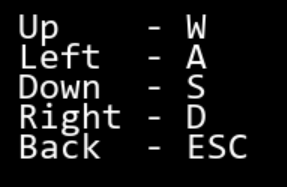 Up    - W
Left  - A
Down  - S
Right - D
Back  - ESC